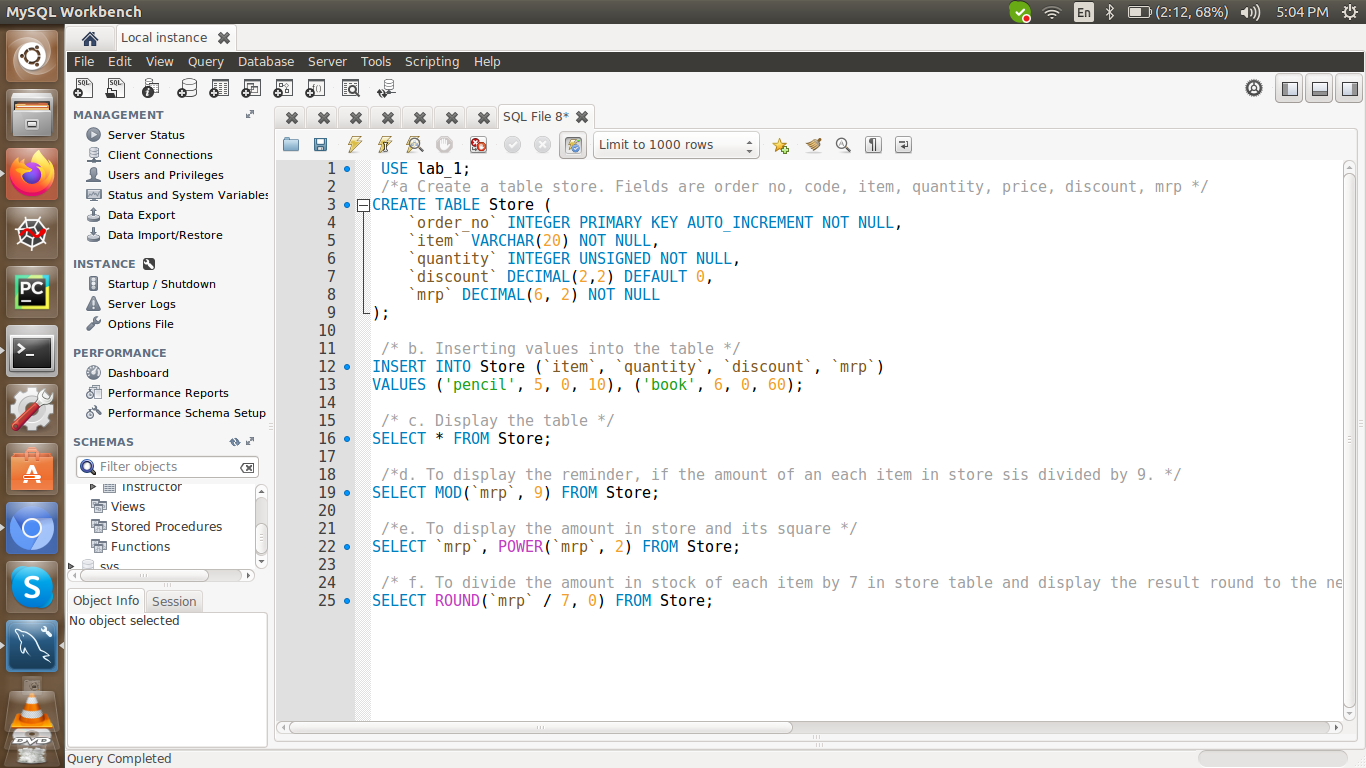 MySQL Workbench
En
(2:12, 68%)
5:04 PM
Local instance
File Edit View Query Database Server Tools Scripting Help
MANAGEMENT
Server Status
Client Connections
Users and Privileges
Status and System Variables
Data Export
Data Import/Restore
INSTANCE
Startup / Shutdown
Server Logs
Options File
PERFORMANCE
Dashboard
Performance Reports
Performance Schema Setup
SCHEMAS
Filter objects
Instructor
Views
Stored Procedures
Functions
sys
Object Info Session
No object selected
SQL File 8*
Limit to 1000 rows
1 USE lab_1;
2 /*a Create a table store. Fields are order no, code, item, quantity, price, discount, mrp */
3 CREATE TABLE Store (
4 `order_no` INTEGER PRIMARY KEY AUTO_INCREMENT NOT NULL,
5 `item` VARCHAR(20) NOT NULL,
6 `quantity` INTEGER UNSIGNED NOT NULL,
7 `discount` DECIMAL(2,2) DEFAULT 0,
8 `mrp` DECIMAL(6, 2) NOT NULL
9 );
10
11 /* b. Inserting values into the table */
12 INSERT INTO Store (`item`, `quantity`, `discount`, `mrp`)
13 VALUES ('pencil', 5, 0, 10), ('book', 6, 0, 60);
14
15 /* c. Display the table */
16 SELECT * FROM Store;
17
18 /*d. To display the reminder, if the amount of an each item in store sis divided by 9. */
19 SELECT MOD(`mrp`, 9) FROM Store;
20
21 /*e. To display the amount in store and its square */
22 SELECT `mrp`, POWER(`mrp`, 2) FROM Store;
23
24 /* f. To divide the amount in stock of each item by 7 in store table and display the result round to the ne
25 SELECT ROUND(`mrp` / 7, 0) FROM Store;
Query Completed